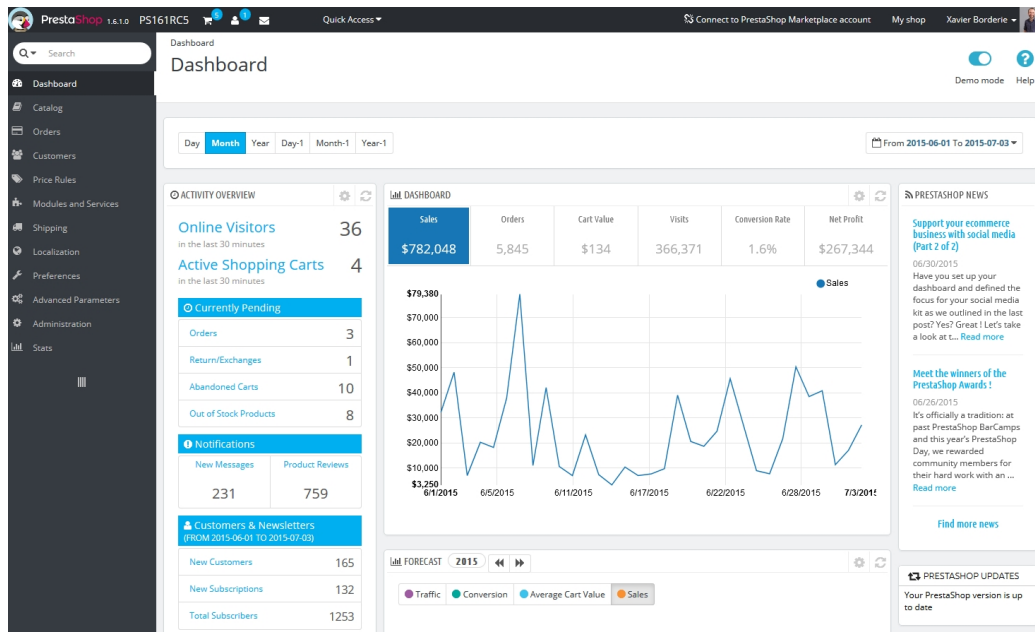 PrestaShop 1.6.1.0 PS161RC5 5 1 Quick Access Connect to PrestaShop Marketplace account My shop Xavier Borderie
Search
Dashboard
Catalog
Orders
Customers
Price Rules
Modules and Services
Shipping
Localization
Preferences
Advanced Parameters
Administration
Stats
Dashboard
Dashboard
Demo mode Help
Day Month Year Day-1 Month-1 Year-1
From 2015-06-01 To 2015-07-03
ACTIVITY OVERVIEW
Online Visitors 36
in the last 30 minutes
Active Shopping Carts 4
in the last 30 minutes
Currently Pending
Orders 3
Return/Exchanges 1
Abandoned Carts 10
Out of Stock Products 8
Notifications
New Messages Product Reviews
231 759
Customers & Newsletters
(FROM 2015-06-01 TO 2015-07-03)
New Customers 165
New Subscriptions 132
Total Subscribers 1253
DASHBOARD
Sales Orders Cart Value Visits Conversion Rate Net Profit
$782,048 5,845 $134 366,371 1.6% $267,344
Sales
$79,380
$70,000
$60,000
$50,000
$40,000
$30,000
$20,000
$10,000
$3,250
6/1/2015 6/5/2015 6/11/2015 6/17/2015 6/22/2015 6/28/2015 7/3/2015
FORECAST 2015
Traffic Conversion Average Cart Value Sales
PRESTASHOP NEWS
Support your ecommerce
business with social media
(Part 2 of 2)
06/30/2015
Have you set up your
dashboard and defined the
focus for your social media
kit as we outlined in the last
post? Yes? Great ! Let's take
a look at t... Read more
Meet the winners of the
PrestaShop Awards !
06/26/2015
It's officially a tradition: at
past PrestaShop BarCamps
and this year's PrestaShop
Day, we rewarded
community members for
their hard work with an ...
Read more
Find more news
PRESTASHOP UPDATES
Your PrestaShop version is up
to date